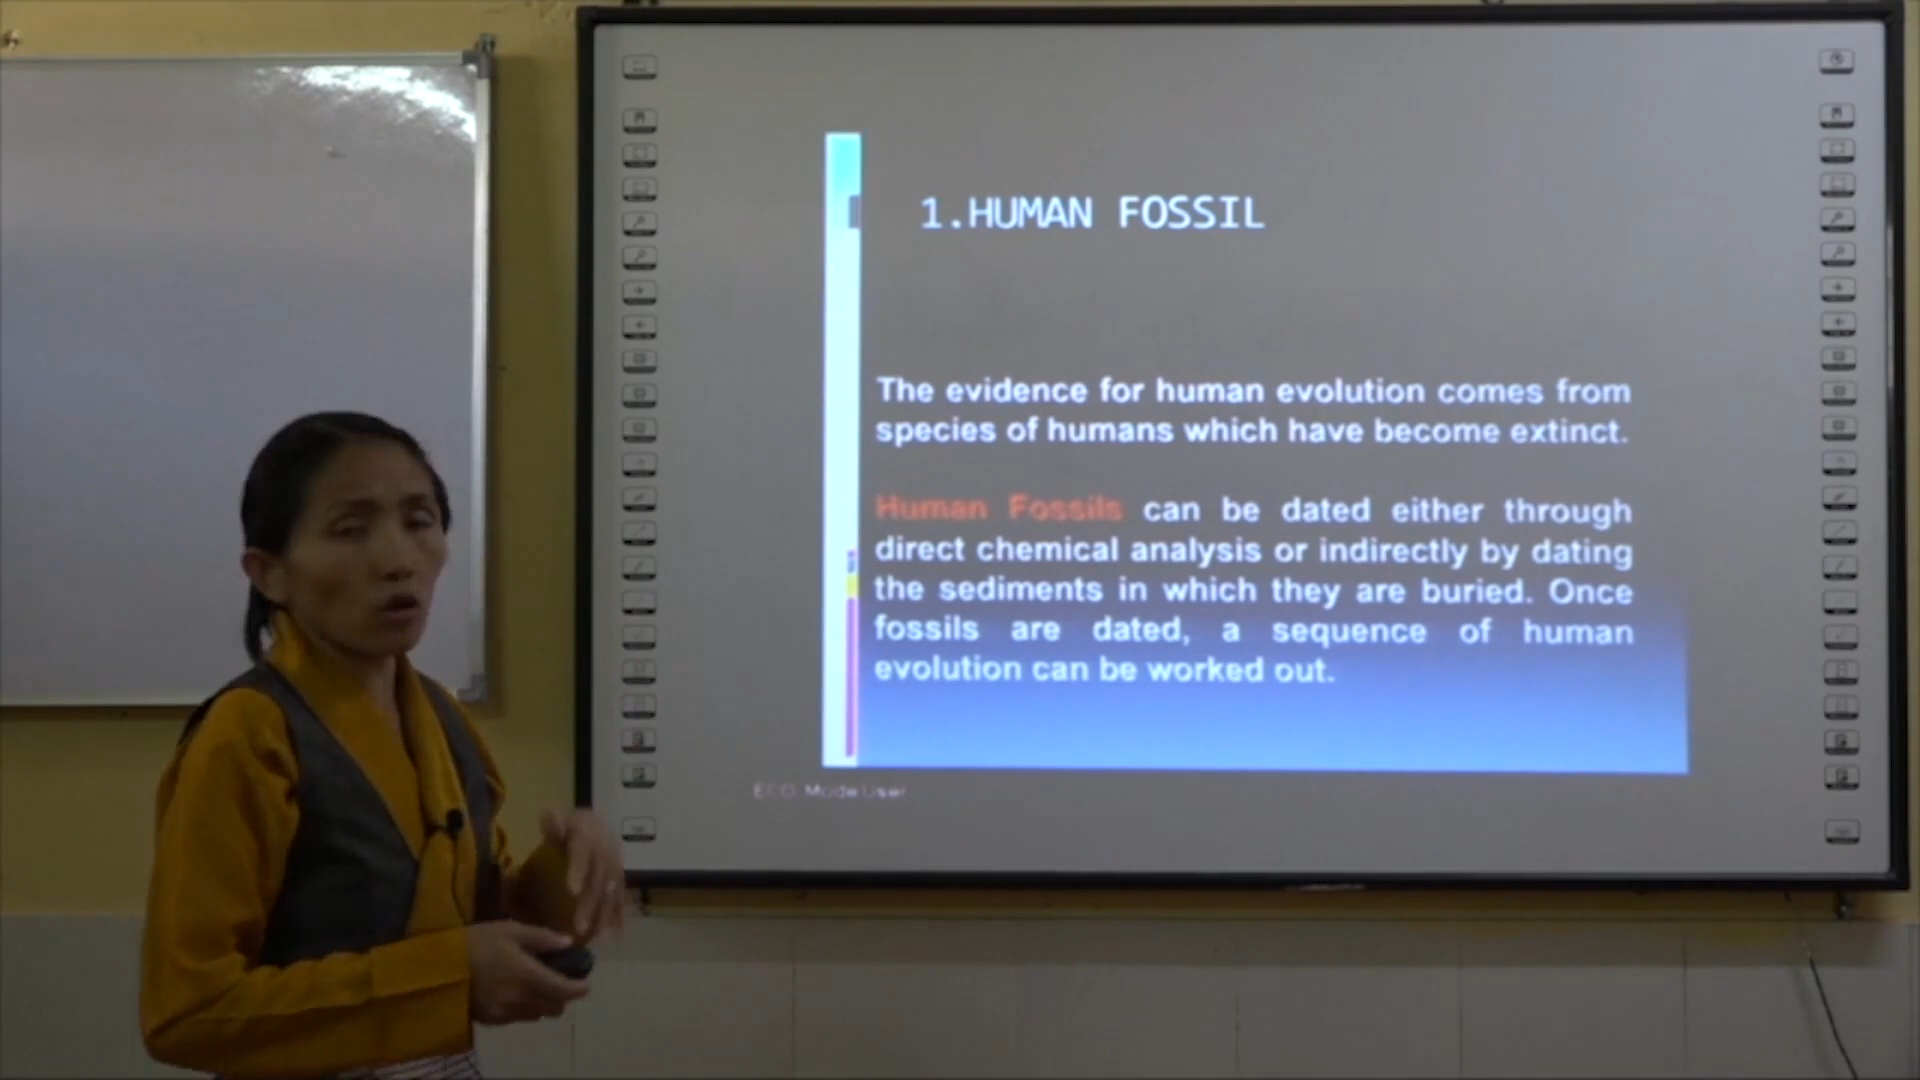 1.HUMAN FOSSIL
The evidence for human evolution comes from
species of humans which have become extinct.
Human Fossils can be dated either through
direct chemical analysis or indirectly by dating
the sediments in which they are buried. Once
fossils are dated, a sequence of human
evolution can be worked out.
ECO Mode:User